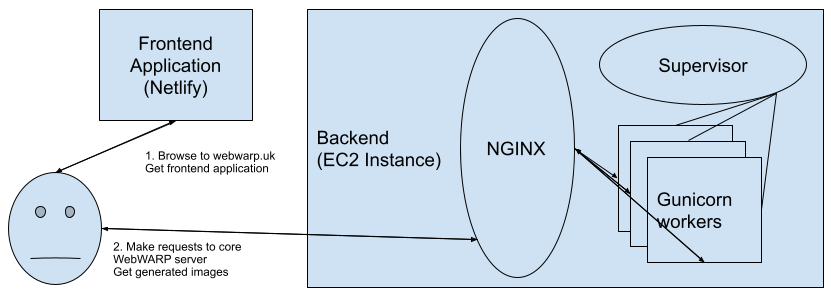 Frontend
Application
(Netlify)
1. Browse to webwarp.uk
Get frontend application
2. Make requests to core
WebWARP server
Get generated images
Backend
(EC2 Instance)
NGINX
Supervisor
Gunicorn
workers